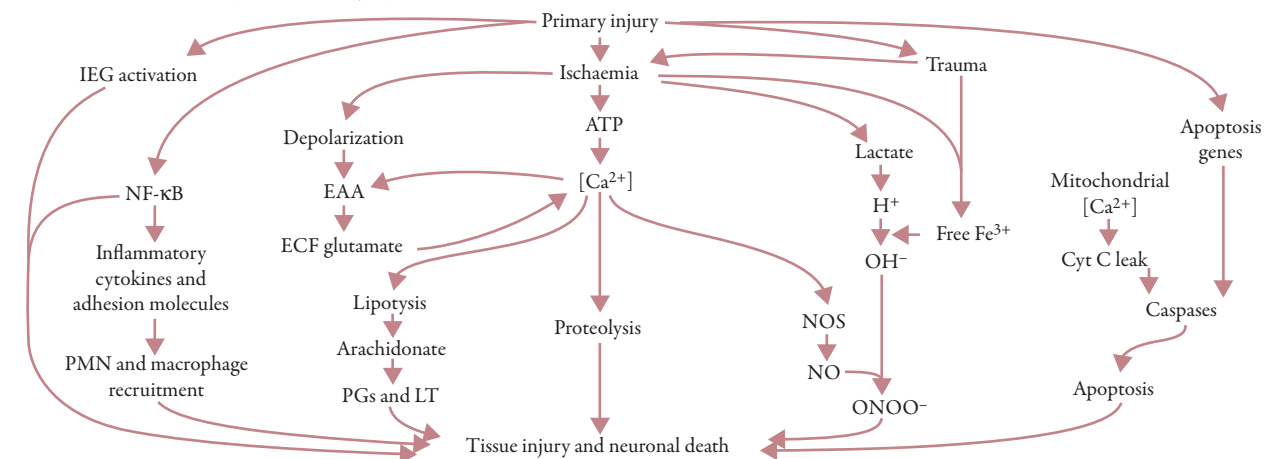 Primary injury
IEG activation
Ischaemia
Trauma
Depolarization
ATP
Lactate
Apoptosis
genes
NF-κB
EAA
[Ca²⁺]
H⁺
Mitochondrial
[Ca²⁺]
ECF glutamate
Free Fe³⁺
Inflammatory
cytokines and
adhesion molecules
OH⁻
Cyt C leak
Lipotysis
Proteolysis
NOS
Caspases
Arachidonate
PMN and macrophage
recruitment
NO
PGs and LT
ONOO⁻
Apoptosis
Tissue injury and neuronal death